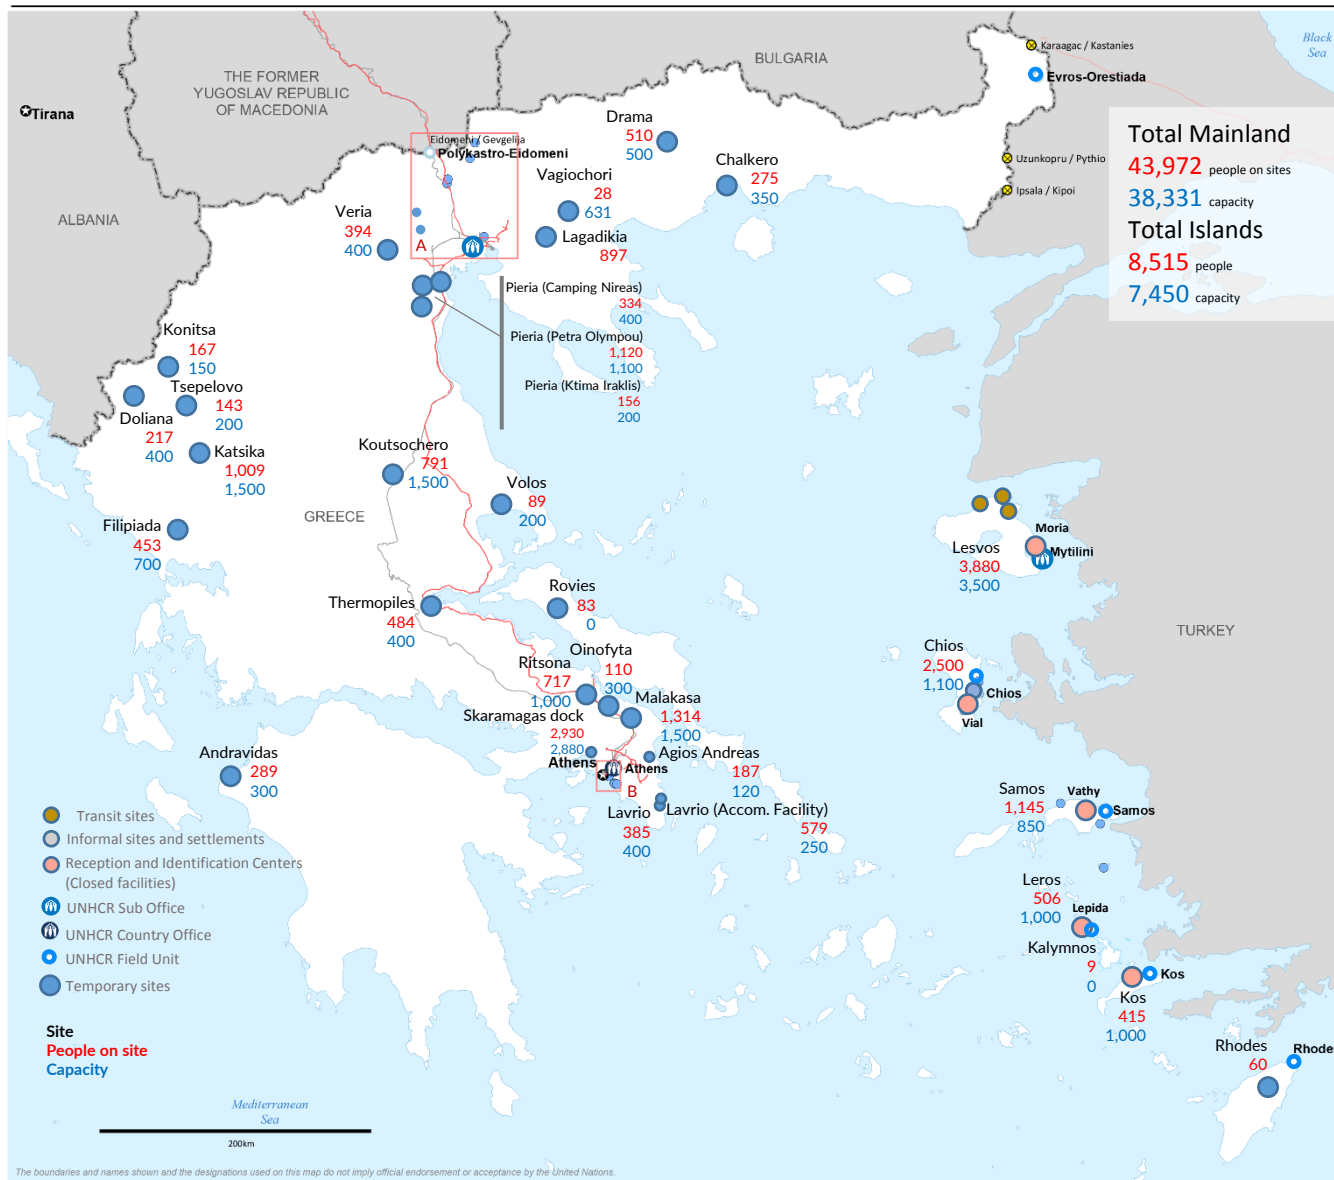 BULGARIA
Black
Sea
Karaagac / Kastanies
Evros-Orestiada
THE FORMER
YUGOSLAV REPUBLIC
OF MACEDONIA
Tirana
Total Mainland
43,972 people on sites
38,331 capacity
Total Islands
8,515 people
7,450 capacity
Drama
510
500
Eidomeni / Gevgelija
Polykastro-Eidomeni
Uzunkopru / Pythio
Ipsala / Kipoi
Chalkero
275
350
Vagiochori
28
631
ALBANIA
Veria
394
400
A
Lagadikia
897
Pieria (Camping Nireas)
334
400
Pieria (Petra Olympou)
1,120
1,100
Pieria (Ktima Iraklis)
156
200
Konitsa
167
150
Tsepelovo
143
200
Doliana
217
400
Katsika
1,009
1,500
Koutsochero
791
1,500
Volos
89
200
GREECE
Filipiada
453
700
Moria
Mytilini
Lesvos
3,880
3,500
Thermopiles
484
400
Rovies
83
0
TURKEY
Oinofyta
110
300
Ritsona
717
1,000
Malakasa
1,314
1,500
Chios
2,500
1,100
Chios
Vial
Skaramagas dock
2,930
2,880
Athens
Athens
B
Agios Andreas
187
120
Andravidas
289
300
Lavrio (Accom. Facility)
579
250
Lavrio
385
400
Samos
1,145
850
Vathy
Samos
Leros
506
1,000
Lepida
Kalymnos
9
0
Kos
Kos
415
1,000
Rhodes
60
Rhodes
Transit sites
Informal sites and settlements
Reception and Identification Centers
(Closed facilities)
UNHCR Sub Office
UNHCR Country Office
UNHCR Field Unit
Temporary sites
Site
People on site
Capacity
Mediterranean
Sea
200km
The boundaries and names shown and the designations used on this map do not imply official endorsement or acceptance by the United Nations.